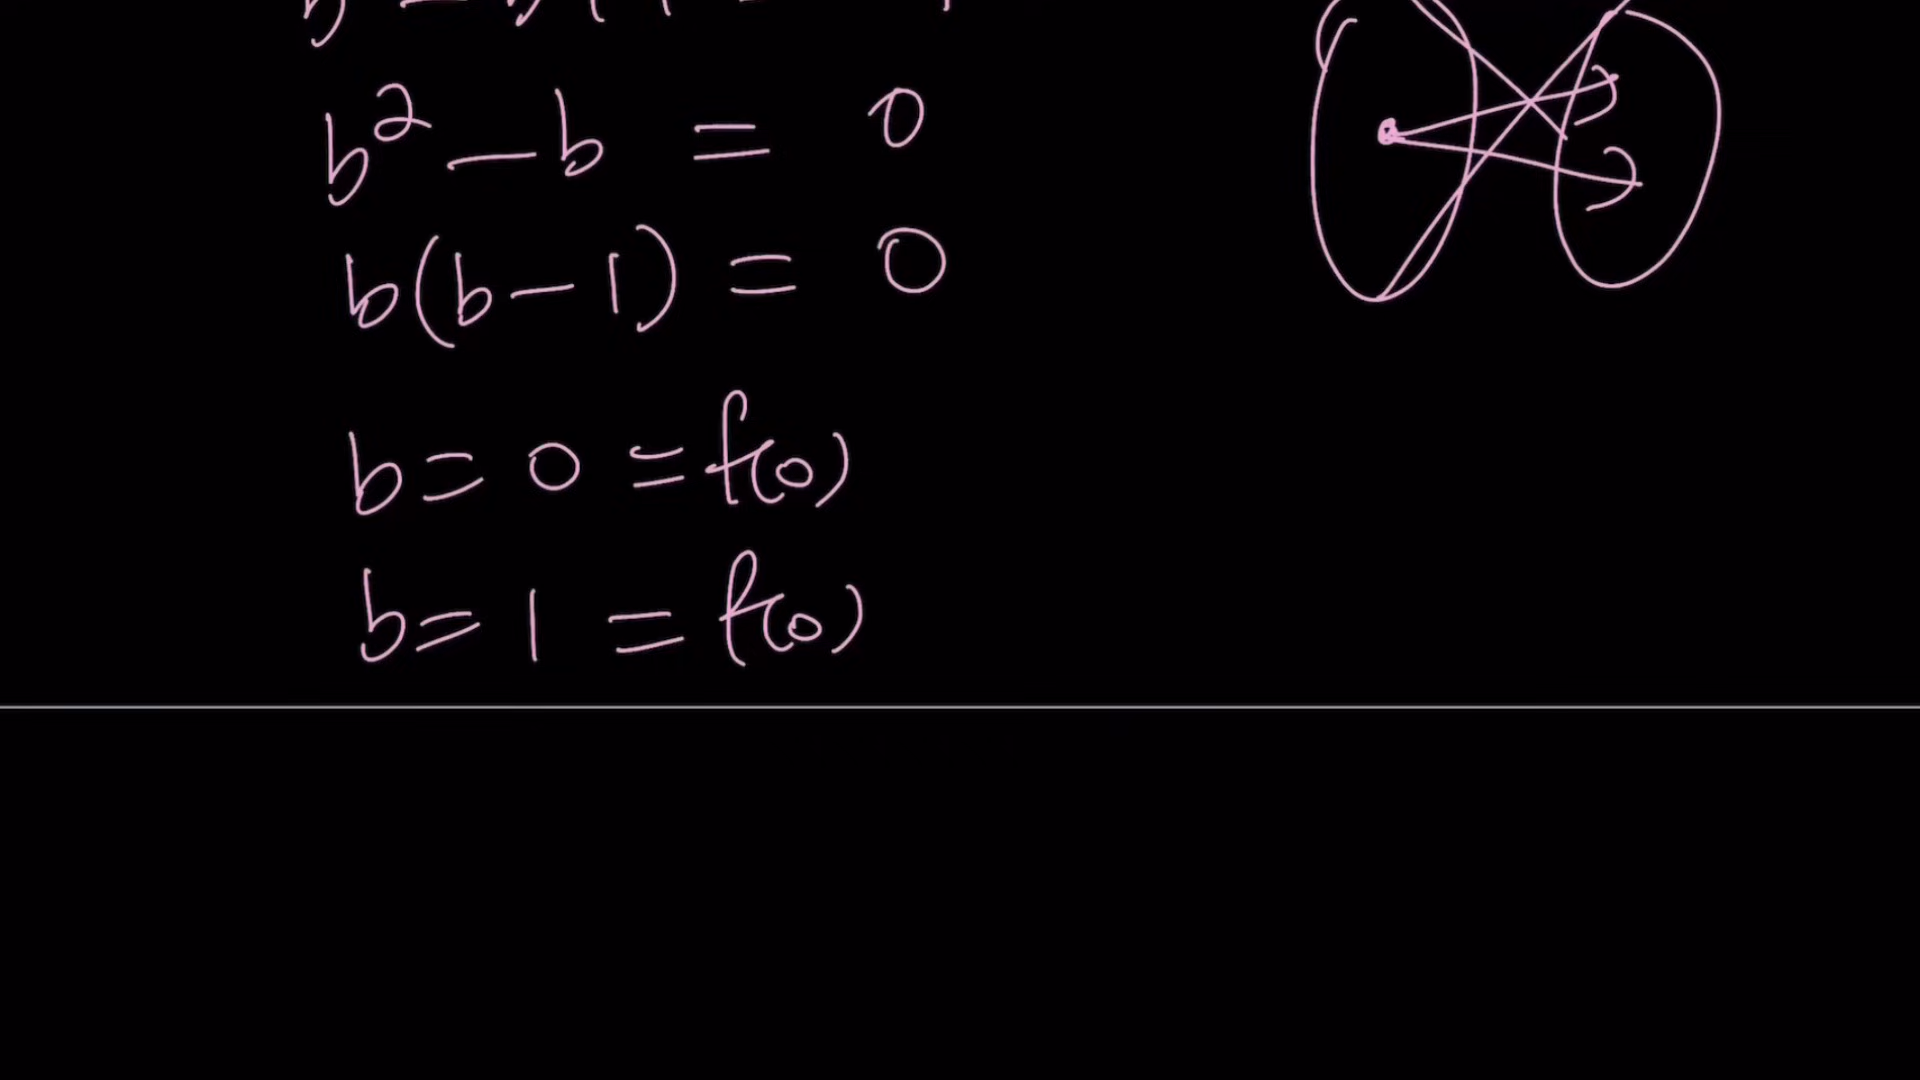 b² − b = 0
b(b−1) = 0
b = 0 = f(0)
b = 1 = f(0)